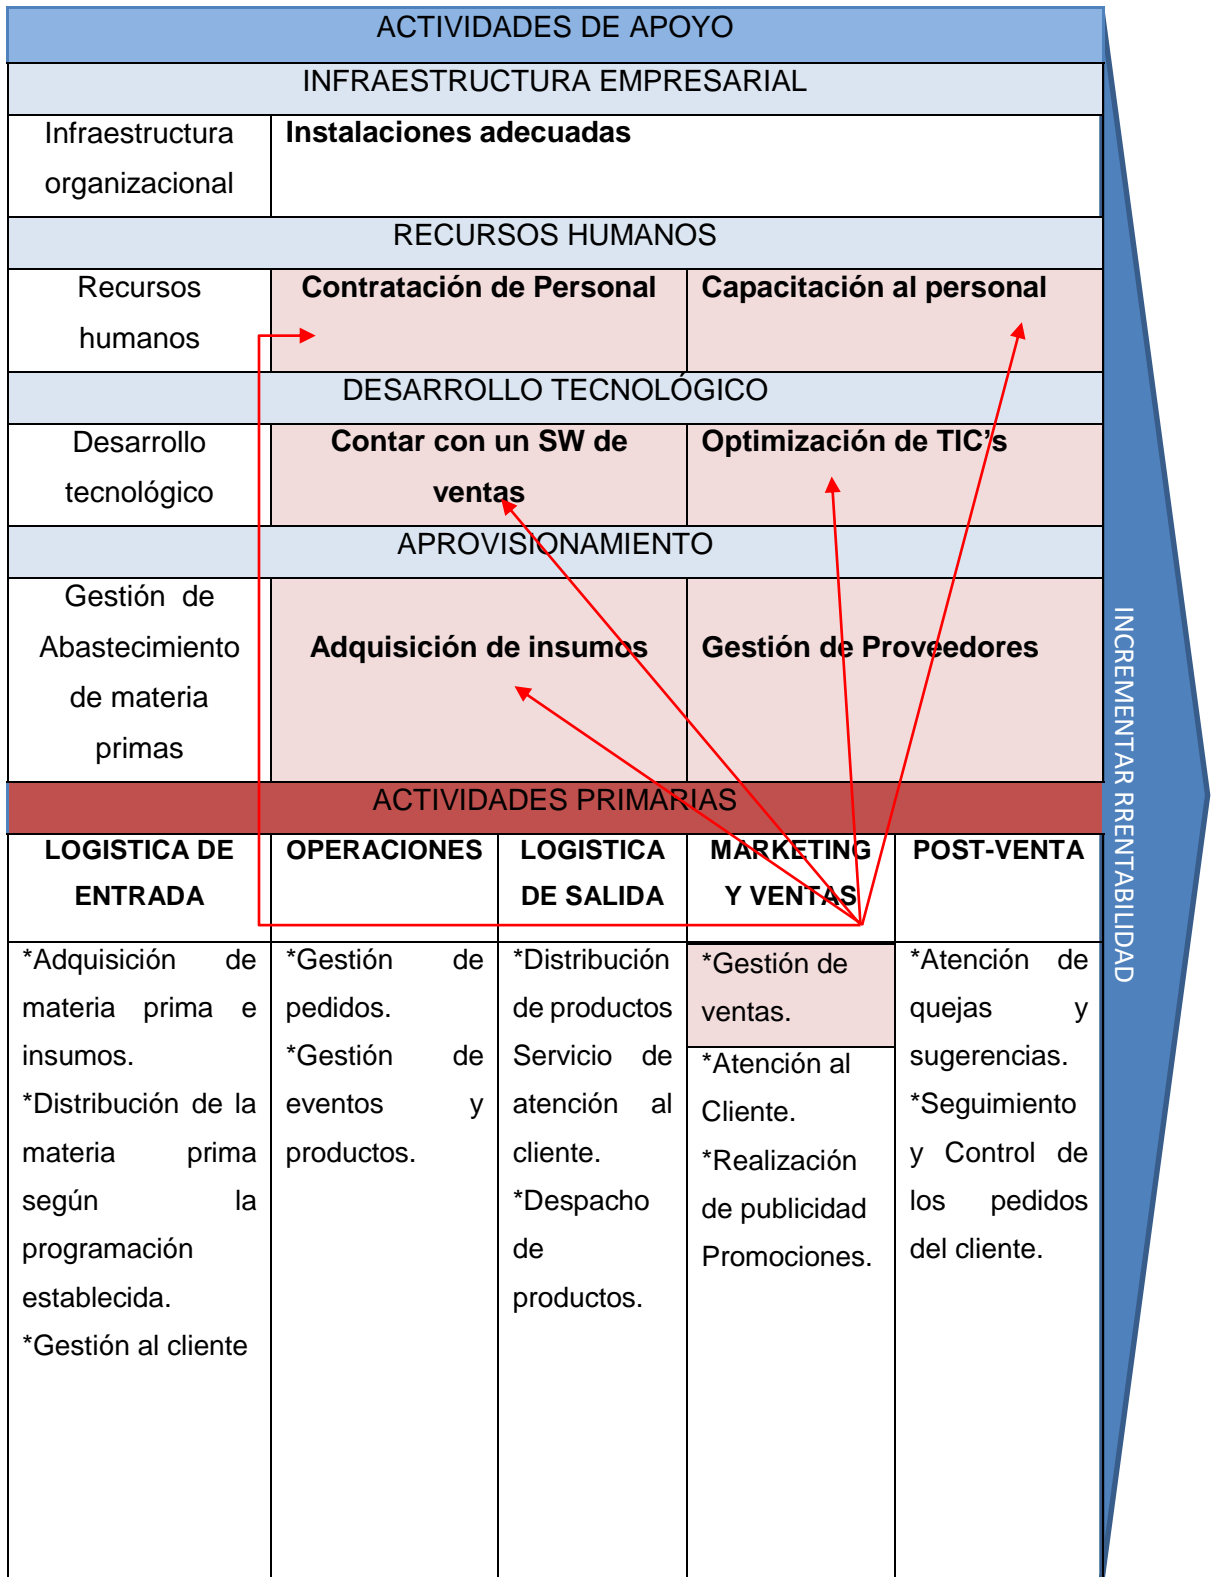 ACTIVIDADES DE APOYO
INFRAESTRUCTURA EMPRESARIAL
Infraestructura
organizacional
Instalaciones adecuadas
RECURSOS HUMANOS
Recursos
humanos
Contratación de Personal
Capacitación al personal
DESARROLLO TECNOLÓGICO
Desarrollo
tecnológico
Contar con un SW de
ventas
Optimización de TIC’s
APROVISIONAMIENTO
Gestión de
Abastecimiento
de materia
primas
Adquisición de insumos
Gestión de Proveedores
ACTIVIDADES PRIMARIAS
LOGISTICA DE
ENTRADA
OPERACIONES
LOGISTICA
DE SALIDA
MARKETING
Y VENTAS
POST-VENTA
*Adquisición de
materia prima e
insumos.
*Distribución de la
materia prima
según la
programación
establecida.
*Gestión al cliente
*Gestión de
pedidos.
*Gestión de
eventos y
productos.
*Distribución
de productos
Servicio de
atención al
cliente.
*Despacho
de
productos.
*Gestión de
ventas.
*Atención al
Cliente.
*Realización
de publicidad
Promociones.
*Atención de
quejas y
sugerencias.
*Seguimiento
y Control de
los pedidos
del cliente.
INCREMENTAR RRENTABILIDAD